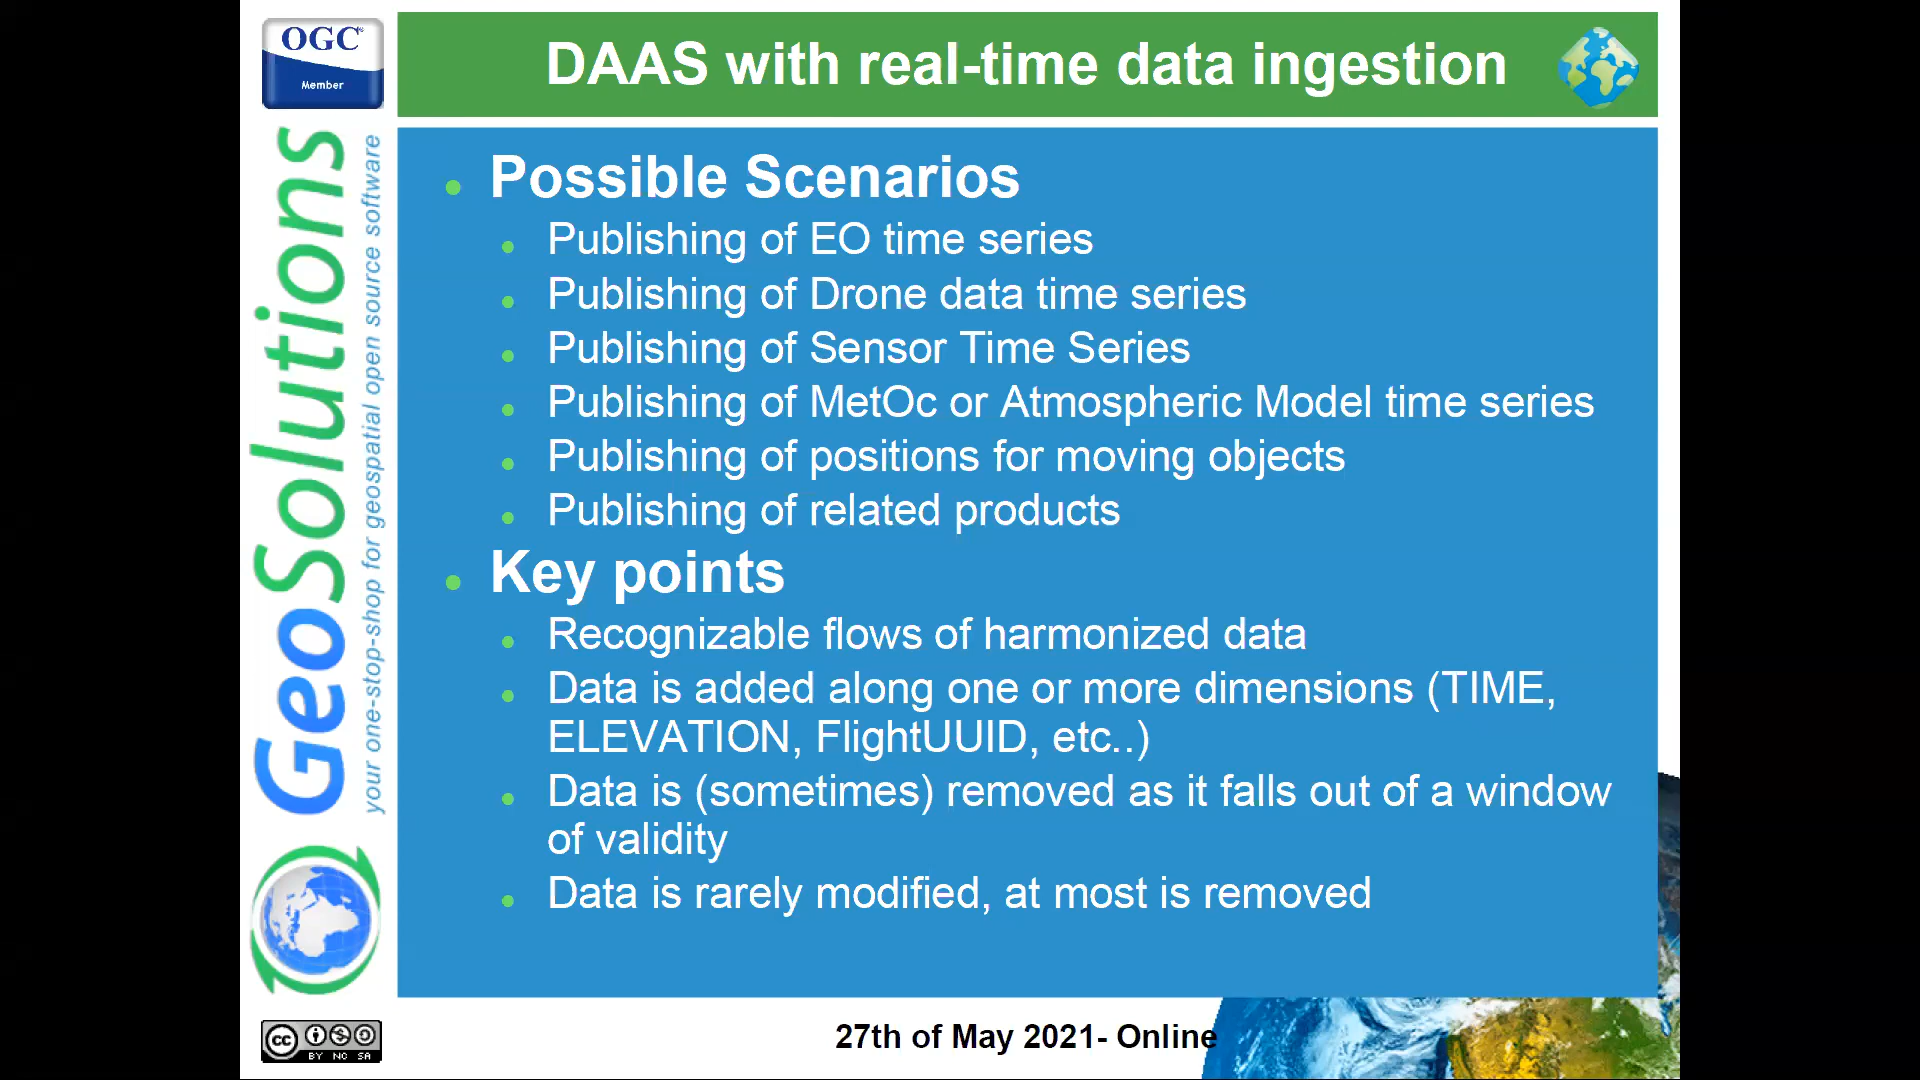 OGC®
Member
DAAS with real-time data ingestion
GeoSolutions
your one-stop-shop for geospatial open source software
Possible Scenarios
Publishing of EO time series
Publishing of Drone data time series
Publishing of Sensor Time Series
Publishing of MetOc or Atmospheric Model time series
Publishing of positions for moving objects
Publishing of related products
Key points
Recognizable flows of harmonized data
Data is added along one or more dimensions (TIME,
ELEVATION, FlightUUID, etc..)
Data is (sometimes) removed as it falls out of a window
of validity
Data is rarely modified, at most is removed
cc
BY NC SA
27th of May 2021- Online